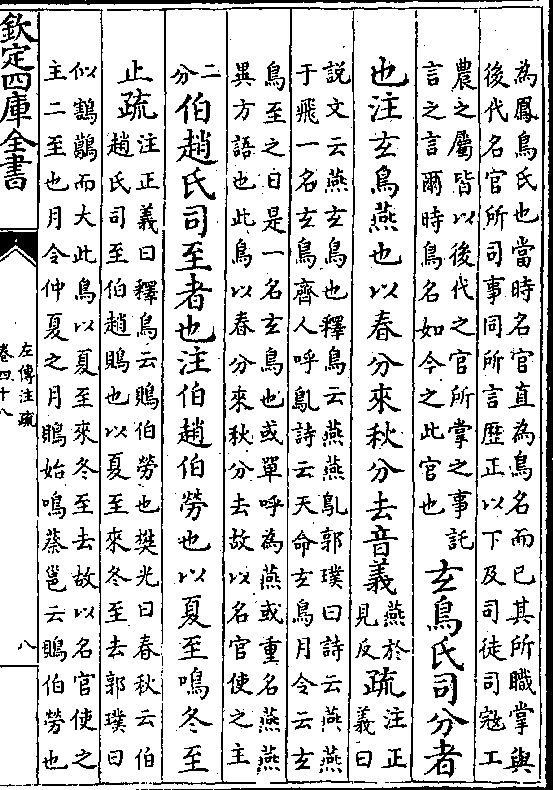 為鳳鳥氏也當時名官直為鳥名而已其所職掌與
後代名官所司事同所言歴正以下及司徒司冦工
農之屬皆以後代之官所掌之事託
言之言爾時鳥名如今之此官也
玄鳥氏司分者
也注玄鳥燕也以春分來秋分去音義
燕於
見反
疏
注正
義曰
説文云燕玄鳥也釋鳥云燕燕鳦郭璞曰詩云燕燕
于飛一名玄鳥齊人呼鳦詩云天命玄鳥月令云玄
鳥至之日是一名玄鳥也或單呼為燕或重名燕燕
異方語也此鳥以春分來秋分去故以名官使之主
二
分
伯趙氏司至者也注伯趙伯勞也以夏至鳴冬至
止疏
注正義曰釋鳥云鵙伯勞也樊光曰春秋云伯
趙氏司至伯趙鵙也以夏至來冬至去郭璞曰
似鶷鶡而大此鳥以夏至來冬至去故以名官使之
主二至也月令仲夏之月鵙始鳴蔡邕云鵙伯勞也
欽定四庫全書
左傳注疏
卷四十八
八